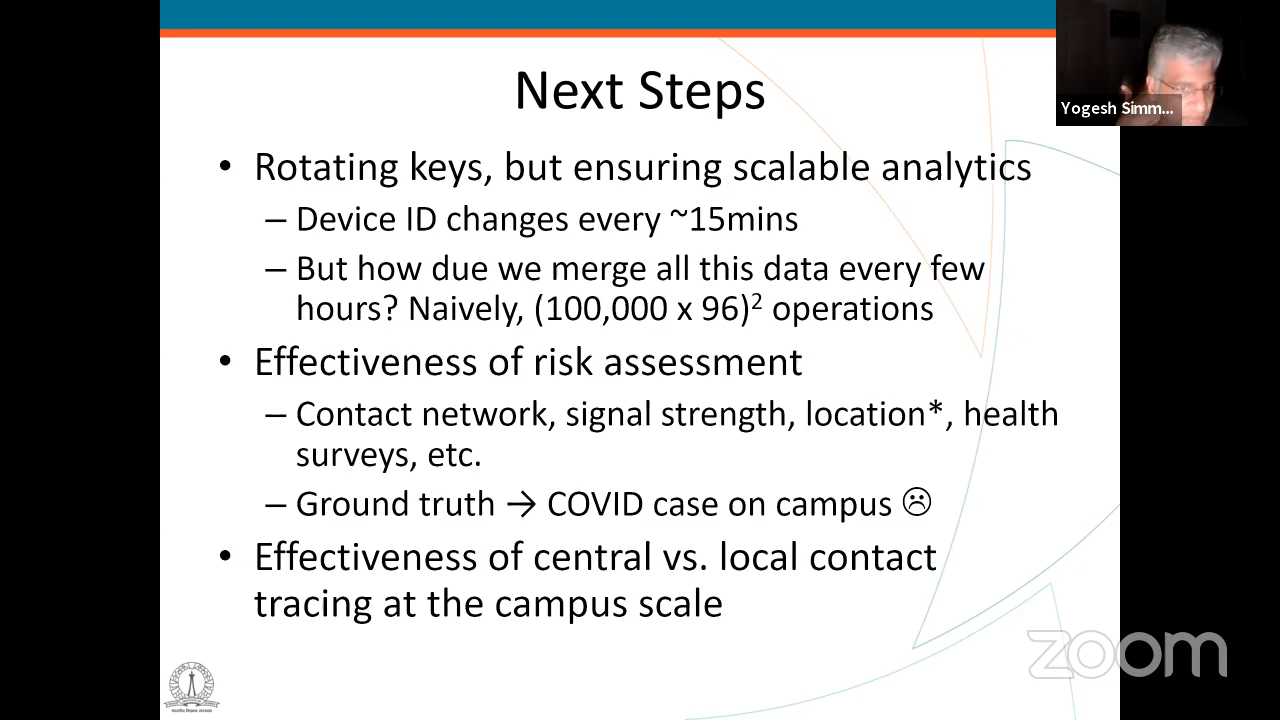 Next Steps
Yogesh Simm...
• Rotating keys, but ensuring scalable analytics
– Device ID changes every ~15mins
– But how due we merge all this data every few
hours? Naively, (100,000 x 96)² operations
• Effectiveness of risk assessment
– Contact network, signal strength, location*, health
surveys, etc.
– Ground truth → COVID case on campus ☹
• Effectiveness of central vs. local contact
tracing at the campus scale
zoom